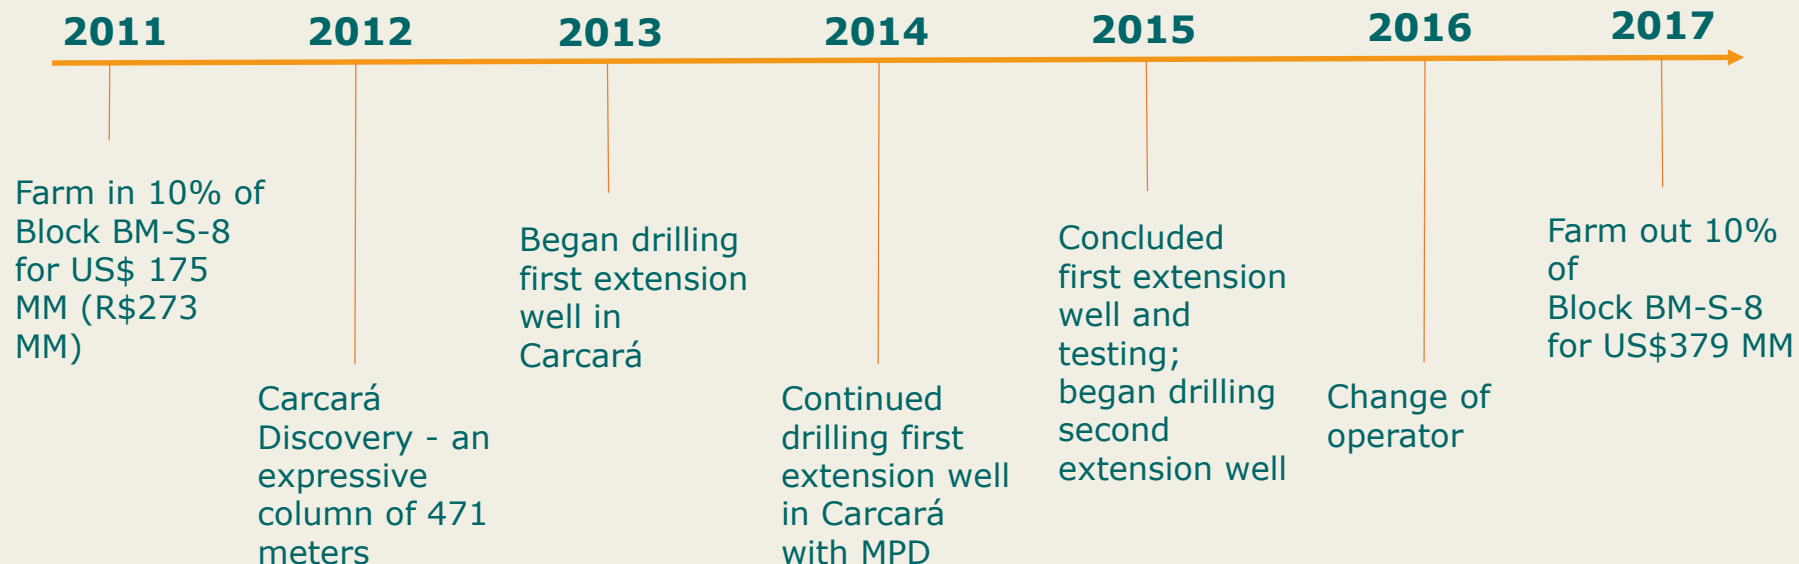 2011
2012
2013
2014
2015
2016
2017
Farm in 10% of
Block BM-S-8
for US$ 175
MM (R$273
MM)
Carcará
Discovery - an
expressive
column of 471
meters
Began drilling
first extension
well in
Carcará
Continued
drilling first
extension well
in Carcará
with MPD
Concluded
first extension
well and
testing;
began drilling
second
extension well
Change of
operator
Farm out 10%
of
Block BM-S-8
for US$379 MM